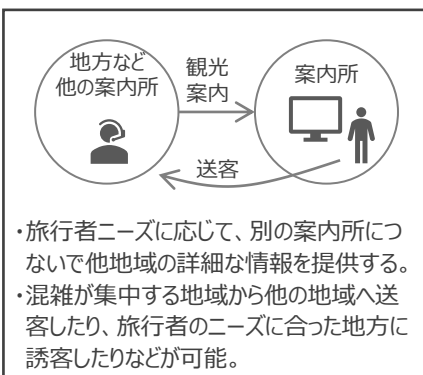 地方など
他の案内所
観光
案内
案内所
送客
・旅行者ニーズに応じて、別の案内所につ
ないで他地域の詳細な情報を提供する。
・混雑が集中する地域から他の地域へ送
客したり、旅行者のニーズに合った地方に
誘客したりなどが可能。